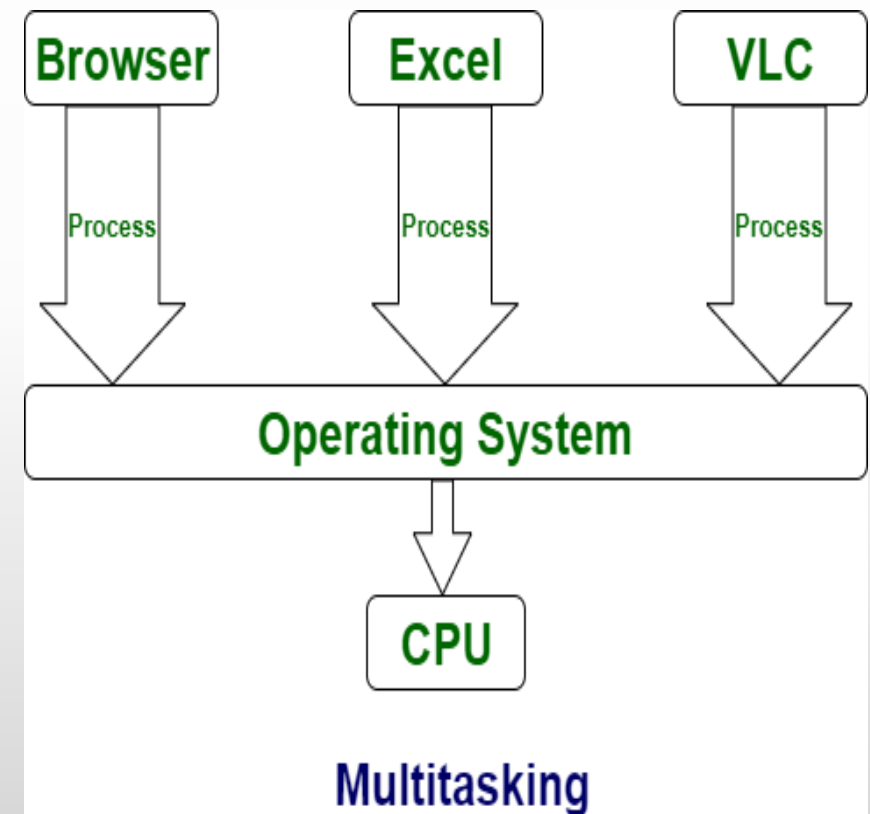 Browser Excel VLC
Process Process Process
Operating System
CPU
Multitasking